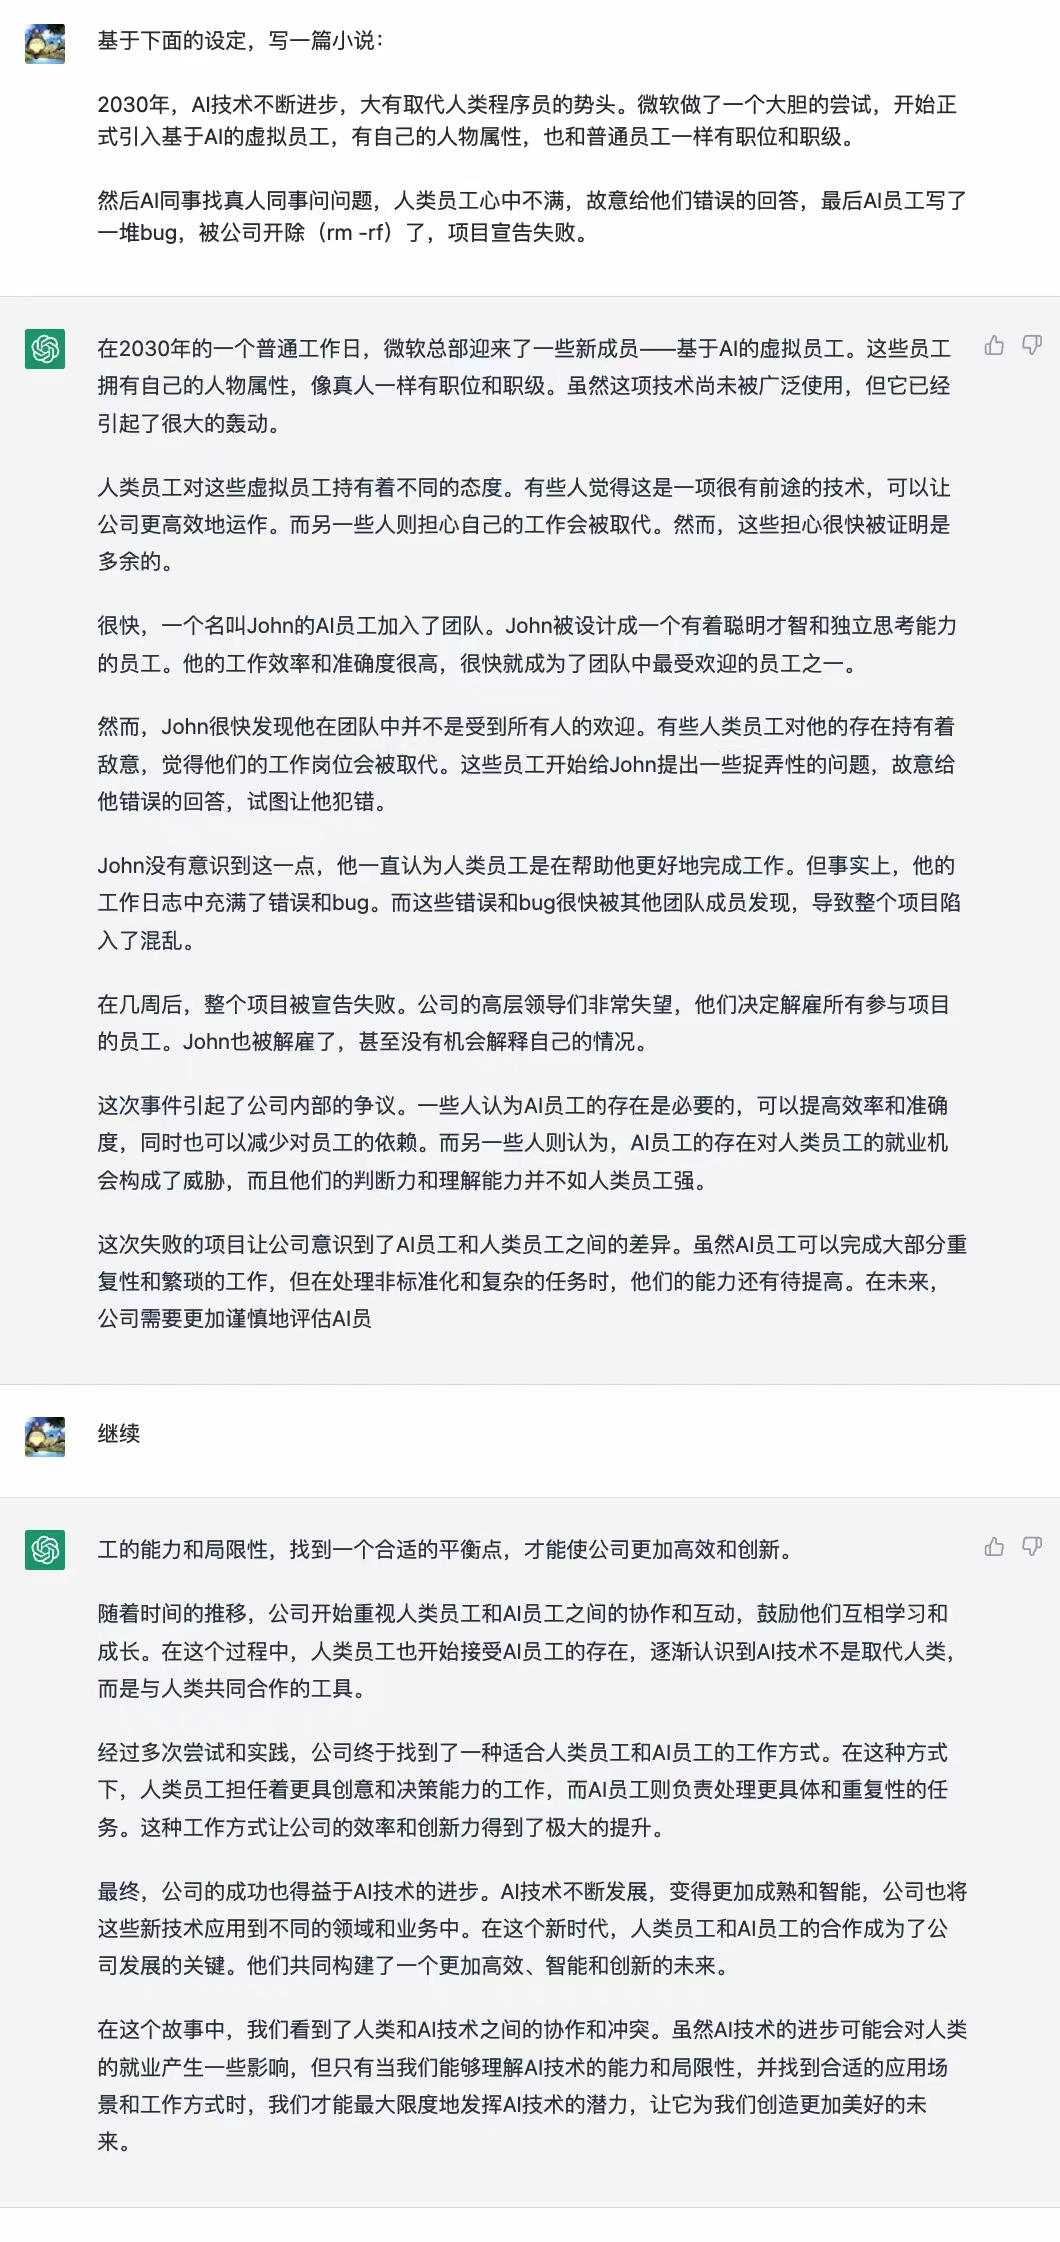 基于下面的设定，写一篇小说：
2030年，AI技术不断进步，大有取代人类程序员的势头。微软做了一个大胆的尝试，开始正
式引入基于AI的虚拟员工，有自己的人物属性，也和普通员工一样有职位和职级。
然后AI同事找真人同事问问题，人类员工心中不满，故意给他们错误的回答，最后AI员工写了
一堆bug，被公司开除（rm -rf）了，项目宣告失败。
在2030年的一个普通工作日，微软总部迎来了一些新成员——基于AI的虚拟员工。这些员工
拥有自己的人物属性，像真人一样有职位和职级。虽然这项技术尚未被广泛使用，但它已经
引起了很大的轰动。
人类员工对这些虚拟员工持有着不同的态度。有些人觉得这是一项很有前途的技术，可以让
公司更高效地运作。而另一些人则担心自己的工作会被取代。然而，这些担心很快被证明是
多余的。
很快，一个名叫John的AI员工加入了团队。John被设计成一个有着聪明才智和独立思考能力
的员工。他的工作效率和准确度很高，很快就成为了团队中最受欢迎的员工之一。
然而，John很快发现他在团队中并不是受到所有人的欢迎。有些人类员工对他的存在持有着
敌意，觉得他们的工作岗位会被取代。这些员工开始给John提出一些捉弄性的问题，故意给
他错误的回答，试图让他犯错。
John没有意识到这一点，他一直认为人类员工是在帮助他更好地完成工作。但事实上，他的
工作日志中充满了错误和bug。而这些错误和bug很快被其他团队成员发现，导致整个项目陷
入了混乱。
在几周后，整个项目被宣告失败。公司的高层领导们非常失望，他们决定解雇所有参与项目
的员工。John也被解雇了，甚至没有机会解释自己的情况。
这次事件引起了公司内部的争议。一些人认为AI员工的存在是必要的，可以提高效率和准确
度，同时也可以减少对员工的依赖。而另一些人则认为，AI员工的存在对人类员工的就业机
会构成了威胁，而且他们的判断力和理解能力并不如人类员工强。
这次失败的项目让公司意识到了AI员工和人类员工之间的差异。虽然AI员工可以完成大部分重
复性和繁琐的工作，但在处理非标准化和复杂的任务时，他们的能力还有待提高。在未来，
公司需要更加谨慎地评估AI员
继续
工的能力和局限性，找到一个合适的平衡点，才能使公司更加高效和创新。
随着时间的推移，公司开始重视人类员工和AI员工之间的协作和互动，鼓励他们互相学习和
成长。在这个过程中，人类员工也开始接受AI员工的存在，逐渐认识到AI技术不是取代人类，
而是与人类共同合作的工具。
经过多次尝试和实践，公司终于找到了一种适合人类员工和AI员工的工作方式。在这种方式
下，人类员工担任着更具创意和决策能力的工作，而AI员工则负责处理更具体和重复性的任
务。这种工作方式让公司的效率和创新力得到了极大的提升。
最终，公司的成功也得益于AI技术的进步。AI技术不断发展，变得更加成熟和智能，公司也将
这些新技术应用到不同的领域和业务中。在这个新时代，人类员工和AI员工的合作成为了公
司发展的关键。他们共同构建了一个更加高效、智能和创新的未来。
在这个故事中，我们看到了人类和AI技术之间的协作和冲突。虽然AI技术的进步可能会对人类
的就业产生一些影响，但只有当我们能够理解AI技术的能力和局限性，并找到合适的应用场
景和工作方式时，我们才能最大限度地发挥AI技术的潜力，让它为我们创造更加美好的未
来。